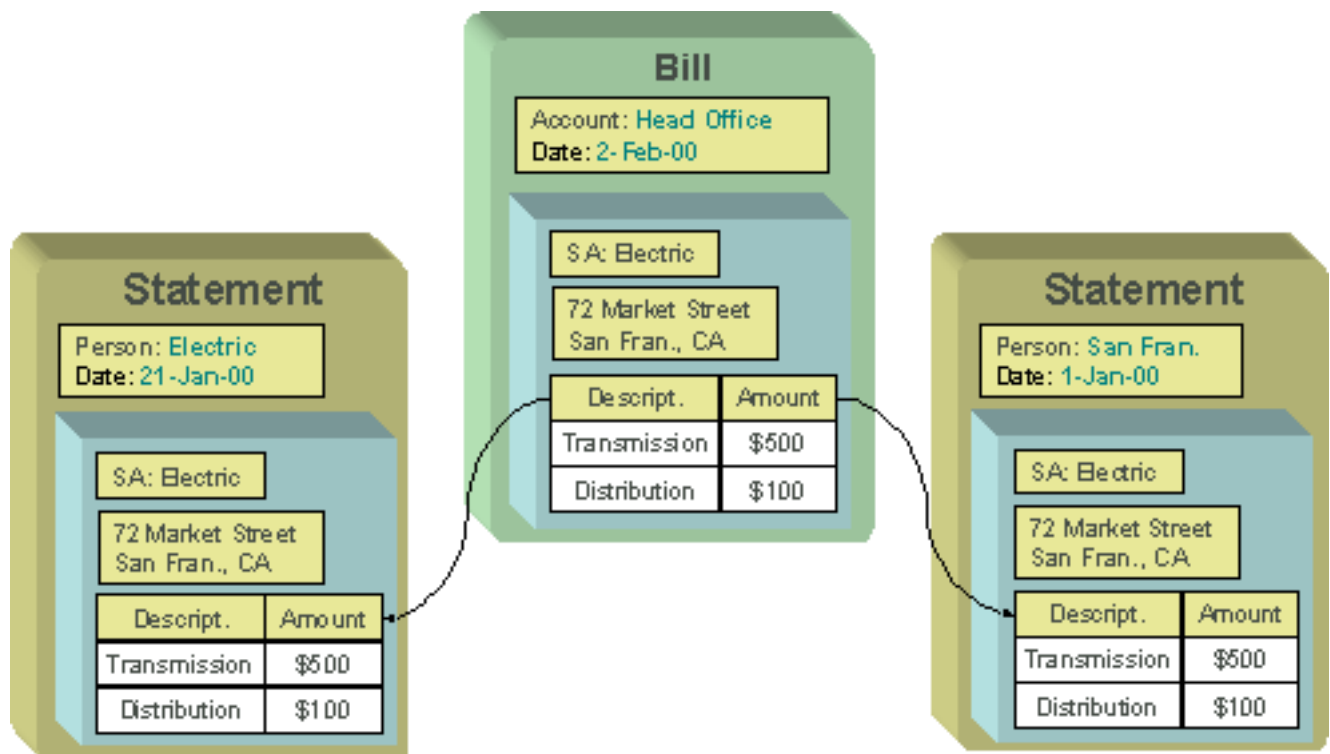 Bill
Account: Head Office
Date: 2-Feb-00
SA: Electric
72 Market Street
San Fran., CA
Descript. Amount
Transmission $500
Distribution $100
Statement
Person: Electric
Date: 21-Jan-00
SA: Electric
72 Market Street
San Fran., CA
Descript. Amount
Transmission $500
Distribution $100
Statement
Person: San Fran.
Date: 1-Jan-00
SA: Electric
72 Market Street
San Fran., CA
Descript. Amount
Transmission $500
Distribution $100